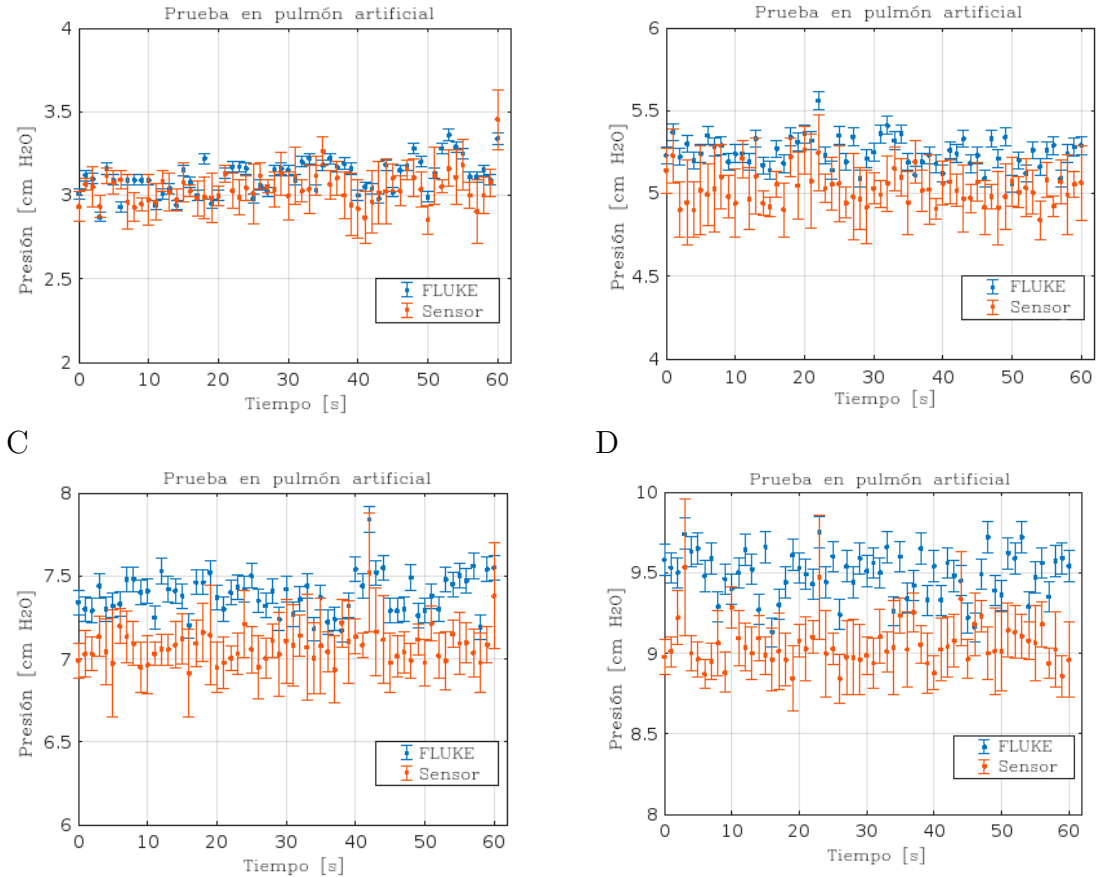 Prueba en pulmón artificial
Presión [cm H2O]
4
3.5
3
2.5
2
0 10 20 30 40 50 60
Tiempo [s]
FLUKE
Sensor
Prueba en pulmón artificial
Presión [cm H2O]
6
5.5
5
4.5
4
0 10 20 30 40 50 60
Tiempo [s]
FLUKE
Sensor
C
Prueba en pulmón artificial
Presión [cm H2O]
8
7.5
7
6.5
6
0 10 20 30 40 50 60
Tiempo [s]
FLUKE
Sensor
D
Prueba en pulmón artificial
Presión [cm H2O]
10
9.5
9
8.5
8
0 10 20 30 40 50 60
Tiempo [s]
FLUKE
Sensor